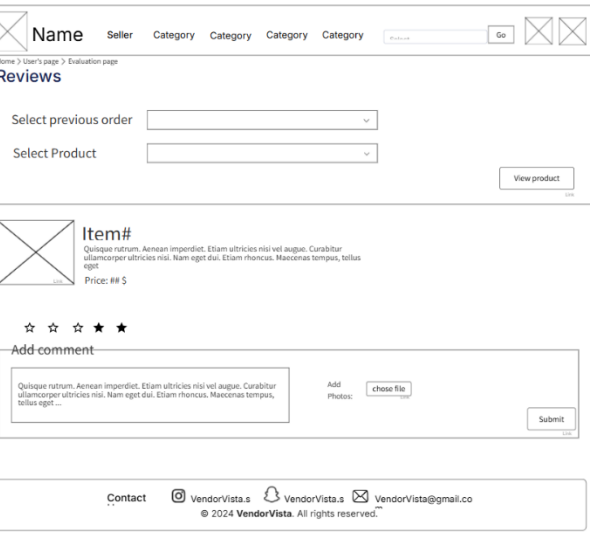 Name Seller Category Category Category Category Go
Home > User's page > Evaluation page
Reviews
Select previous order
Select Product
View product
Link
Item#
Quisque rutrum. Aenean imperdiet. Etiam ultricies nisi vel augue. Curabitur
ullamcorper ultricies nisi. Nam eget dui. Etiam rhoncus. Maecenas tempus, tellus
eget
Link
Price: ## $
Add comment
Quisque rutrum. Aenean imperdiet. Etiam ultricies nisi vel augue. Curabitur
ullamcorper ultricies nisi. Nam eget dui. Etiam rhoncus. Maecenas tempus,
tellus eget ...
Add
Photos:
chose file
Link
Submit
Link
Contact VendorVista.s VendorVista.s VendorVista@gmail.co
© 2024 VendorVista. All rights reserved.